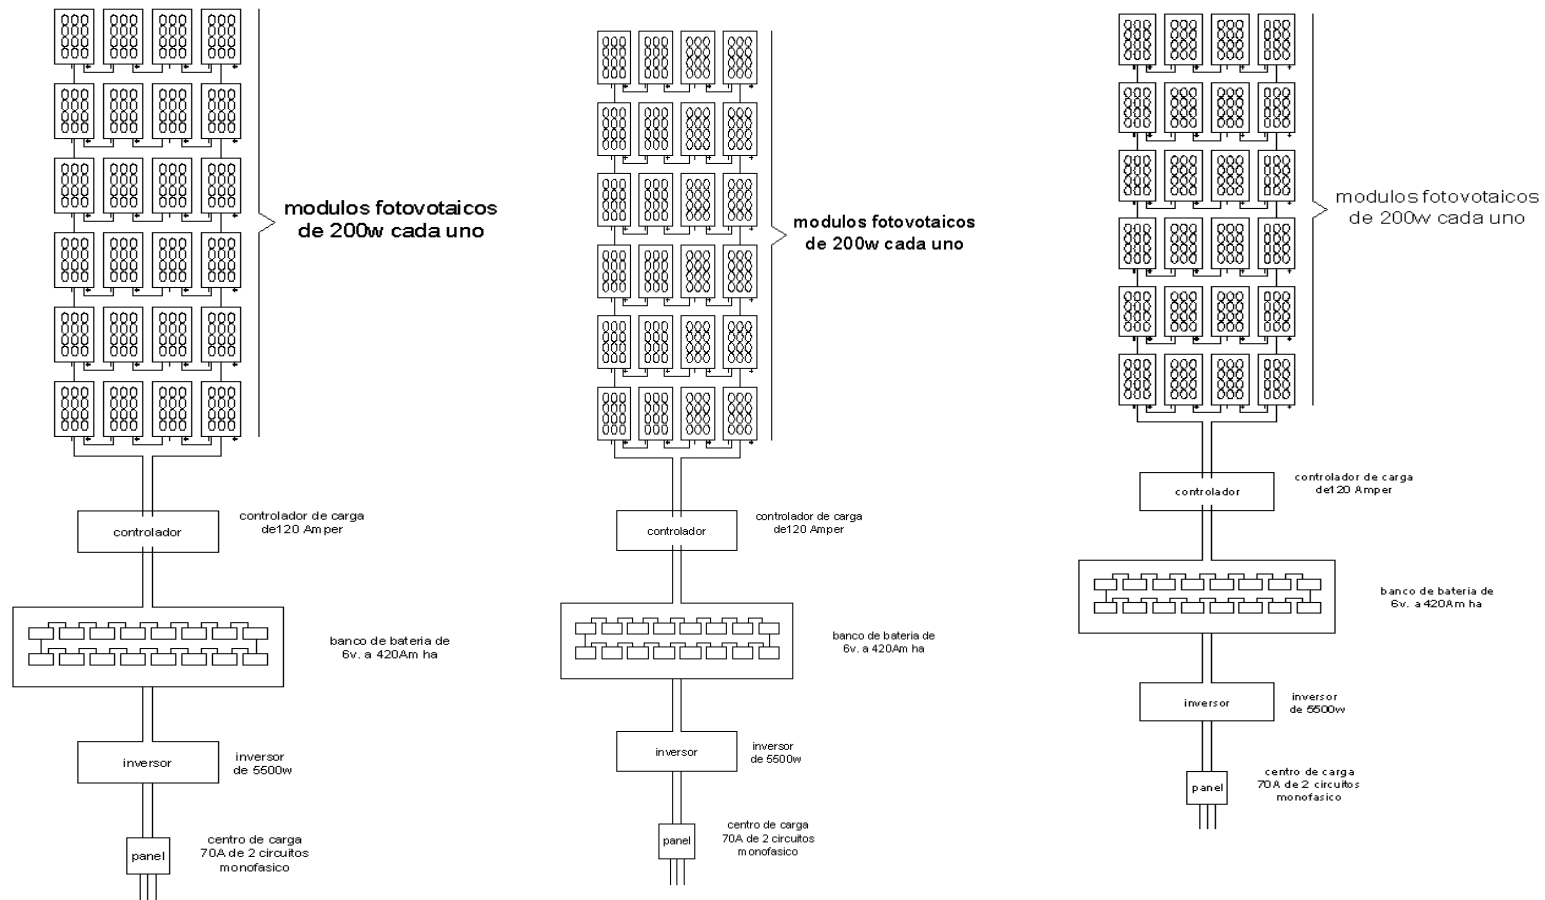 modulos fotovotaicos
de 200w cada uno
controlador
controlador de carga
de120 Amper
banco de bateria de
6v. a 420Am ha
inversor
inversor
de 5500w
panel
centro de carga
70A de 2 circuitos
monofasico
modulos fotovotaicos
de 200w cada uno
controlador
controlador de carga
de120 Amper
banco de bateria de
6v. a 420Am ha
inversor
inversor
de 5500w
panel
centro de carga
70A de 2 circuitos
monofasico
modulos fotovotaicos
de 200w cada uno
controlador
controlador de carga
de120 Amper
banco de bateria de
6v. a 420Am ha
inversor
inversor
de 5500w
panel
centro de carga
70A de 2 circuitos
monofasico